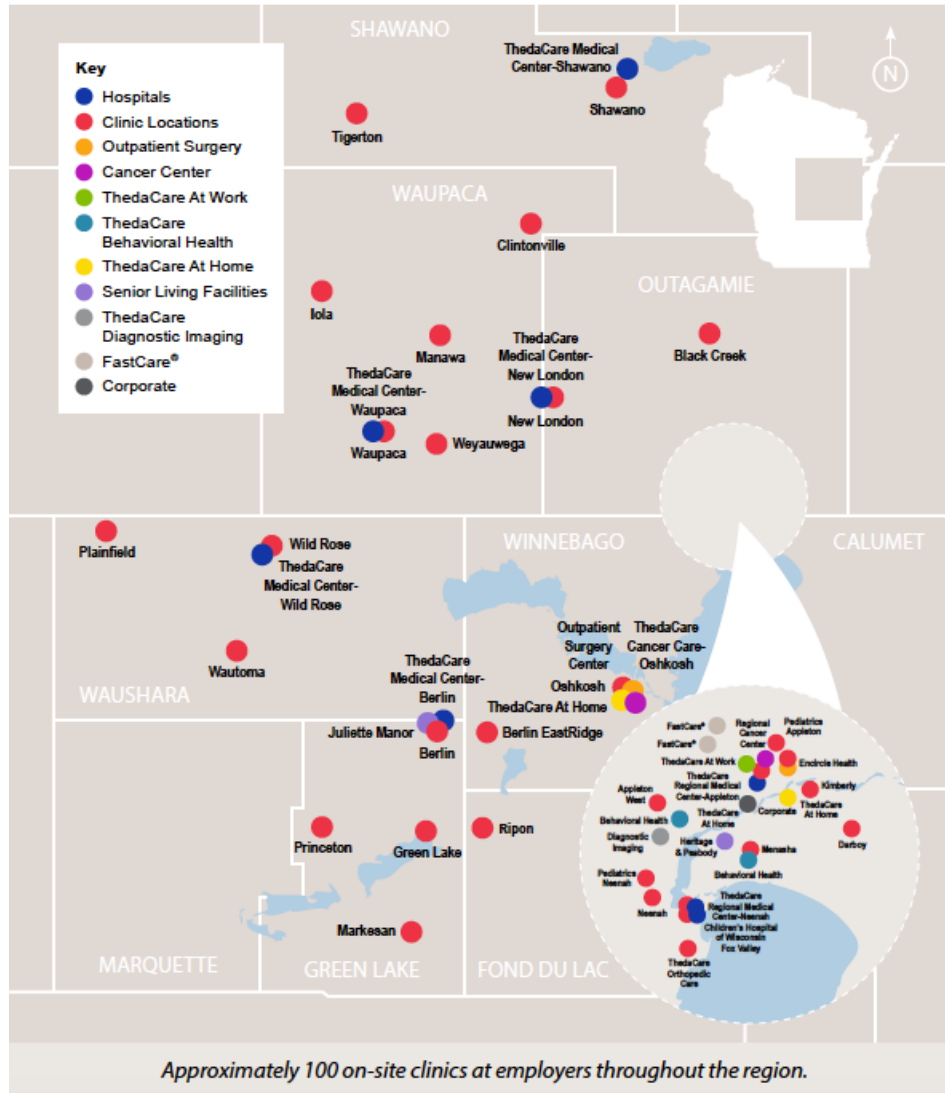 SHAWANO
ThedaCare Medical
Center-Shawano
N
Key
Hospitals
Clinic Locations
Outpatient Surgery
Cancer Center
ThedaCare At Work
ThedaCare
Behavioral Health
ThedaCare At Home
Senior Living Facilities
ThedaCare
Diagnostic Imaging
FastCare®
Corporate
Shawano
Tigerton
WAUPACA
Clintonville
OUTAGAMIE
Iola
Manawa
Black Creek
ThedaCare
Medical Center-
New London
New London
ThedaCare
Medical Center-
Waupaca
Waupaca
Weyauwega
Plainfield
Wild Rose
ThedaCare
Medical Center-
Wild Rose
WINNEBAGO
CALUMET
Wautoma
WAUSHARA
Outpatient
Surgery
Center
ThedaCare
Cancer Care-
Oshkosh
Oshkosh
ThedaCare At Home
ThedaCare
Medical Center-
Berlin
Juliette Manor
Berlin
Berlin EastRidge
Princeton
Green Lake
Ripon
Markesan
MARQUETTE
GREEN LAKE
FOND DU LAC
FastCare®
FastCare®
Regional
Cancer
Center
Pediatrics
Appleton
ThedaCare At Work
Encircle Health
ThedaCare
Regional Medical
Center-Appleton
Kimberly
Appleton
West
ThedaCare
At Home
Corporate
ThedaCare
At Home
Behavioral Health
Darboy
Diagnostic
Imaging
Heritage
& Peabody
Menasha
Behavioral Health
Pediatrics
Neenah
Neenah
ThedaCare
Regional Medical
Center-Neenah
Children's Hospital
of Wisconsin
Fox Valley
ThedaCare
Orthopedic
Care
Approximately 100 on-site clinics at employers throughout the region.